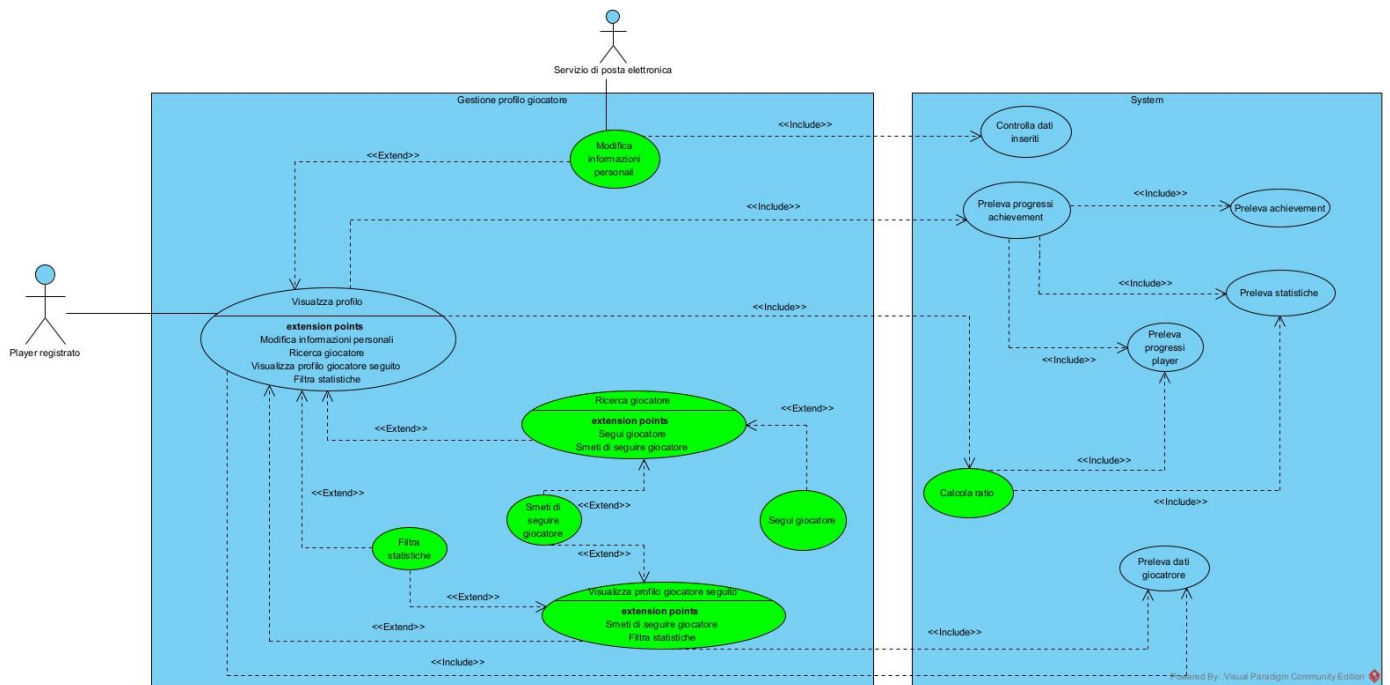 Servizio di posta elettronica
Gestione profilo giocatore
System
<<Include>>
Controlla dati
inseriti
Modifica
informazioni
personali
<<Extend>>
<<Include>>
Preleva progressi
achievement
<<Include>>
Preleva achievement
Player registrato
Visualzza profilo
extension points
Modifica informazioni personali
Ricerca giocatore
Visualizza profilo giocatore seguito
Filtra statistiche
<<Include>>
<<Include>>
Preleva statistiche
Preleva
progressi
player
<<Include>>
Ricerca giocatore
extension points
Segui giocatore
Smeti di seguire giocatore
<<Extend>>
<<Extend>>
<<Include>>
Calcola ratio
<<Include>>
<<Extend>>
Smeti di
seguire
giocatore
<<Extend>>
Segui giocatore
Filtra
statistiche
<<Extend>>
Preleva dati
giocatrore
<<Extend>>
Visualizza profilo giocatore seguito
extension points
Smeti di seguire giocatore
Filtra statistiche
<<Extend>>
<<Include>>
<<Include>>
Powered By Visual Paradigm Community Edition